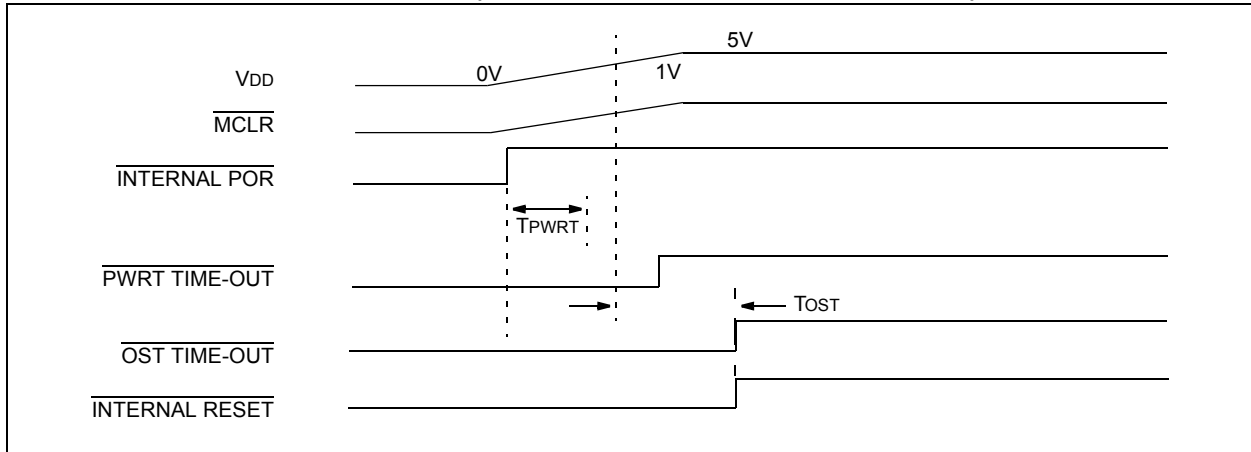 5V
VDD
0V
1V
MCLR
INTERNAL POR
TPWRT
PWRT TIME-OUT
TOST
OST TIME-OUT
INTERNAL RESET